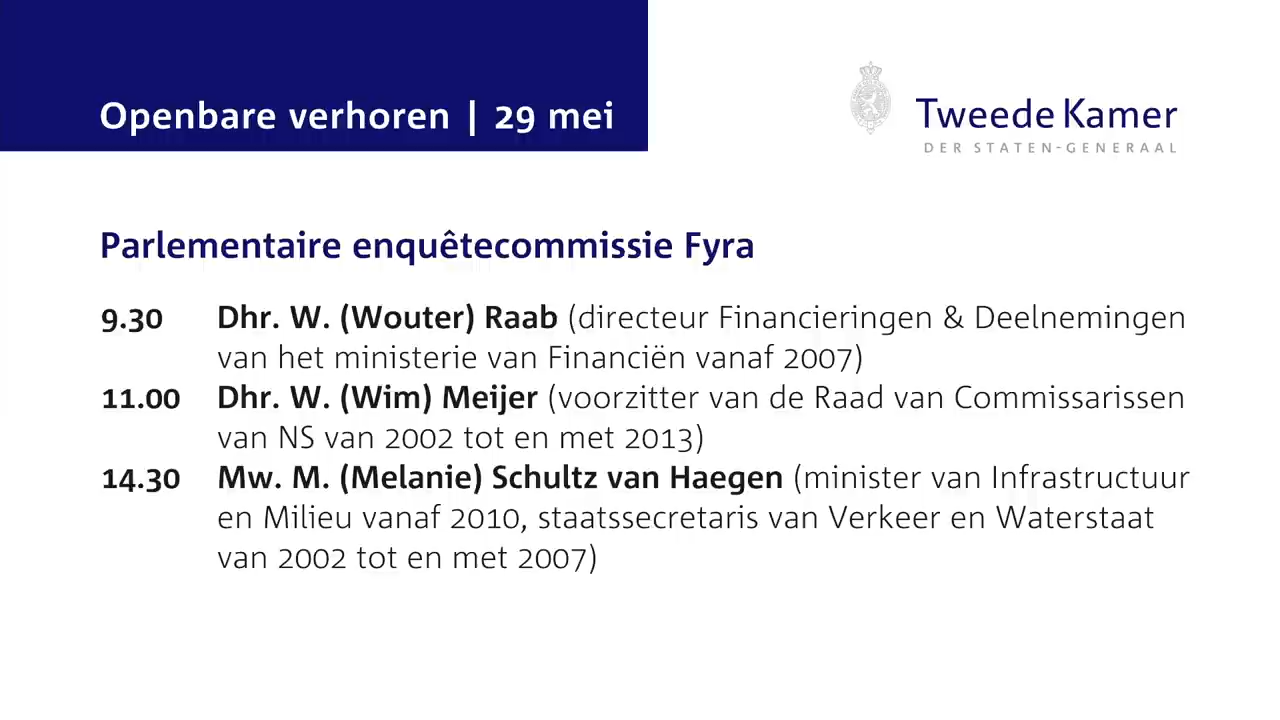 Openbare verhoren | 29 mei
Tweede Kamer
DER STATEN-GENERAAL
Parlementaire enquêtecommissie Fyra
9.30 Dhr. W. (Wouter) Raab (directeur Financieringen & Deelnemingen
van het ministerie van Financiën vanaf 2007)
11.00 Dhr. W. (Wim) Meijer (voorzitter van de Raad van Commissarissen
van NS van 2002 tot en met 2013)
14.30 Mw. M. (Melanie) Schultz van Haegen (minister van Infrastructuur
en Milieu vanaf 2010, staatssecretaris van Verkeer en Waterstaat
van 2002 tot en met 2007)